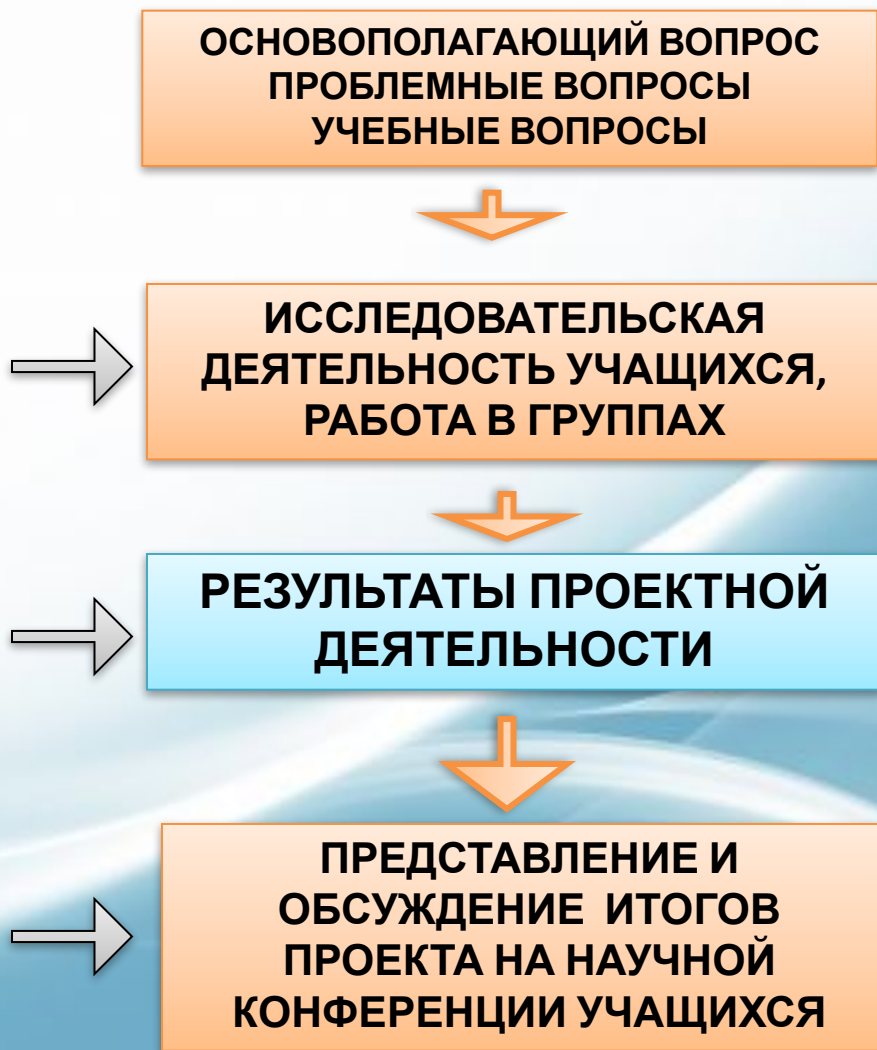 ОСНОВОПОЛАГАЮЩИЙ ВОПРОС
ПРОБЛЕМНЫЕ ВОПРОСЫ
УЧЕБНЫЕ ВОПРОСЫ
ИССЛЕДОВАТЕЛЬСКАЯ
ДЕЯТЕЛЬНОСТЬ УЧАЩИХСЯ,
РАБОТА В ГРУППАХ
РЕЗУЛЬТАТЫ ПРОЕКТНОЙ
ДЕЯТЕЛЬНОСТИ
ПРЕДСТАВЛЕНИЕ И
ОБСУЖДЕНИЕ ИТОГОВ
ПРОЕКТА НА НАУЧНОЙ
КОНФЕРЕНЦИИ УЧАЩИХСЯ